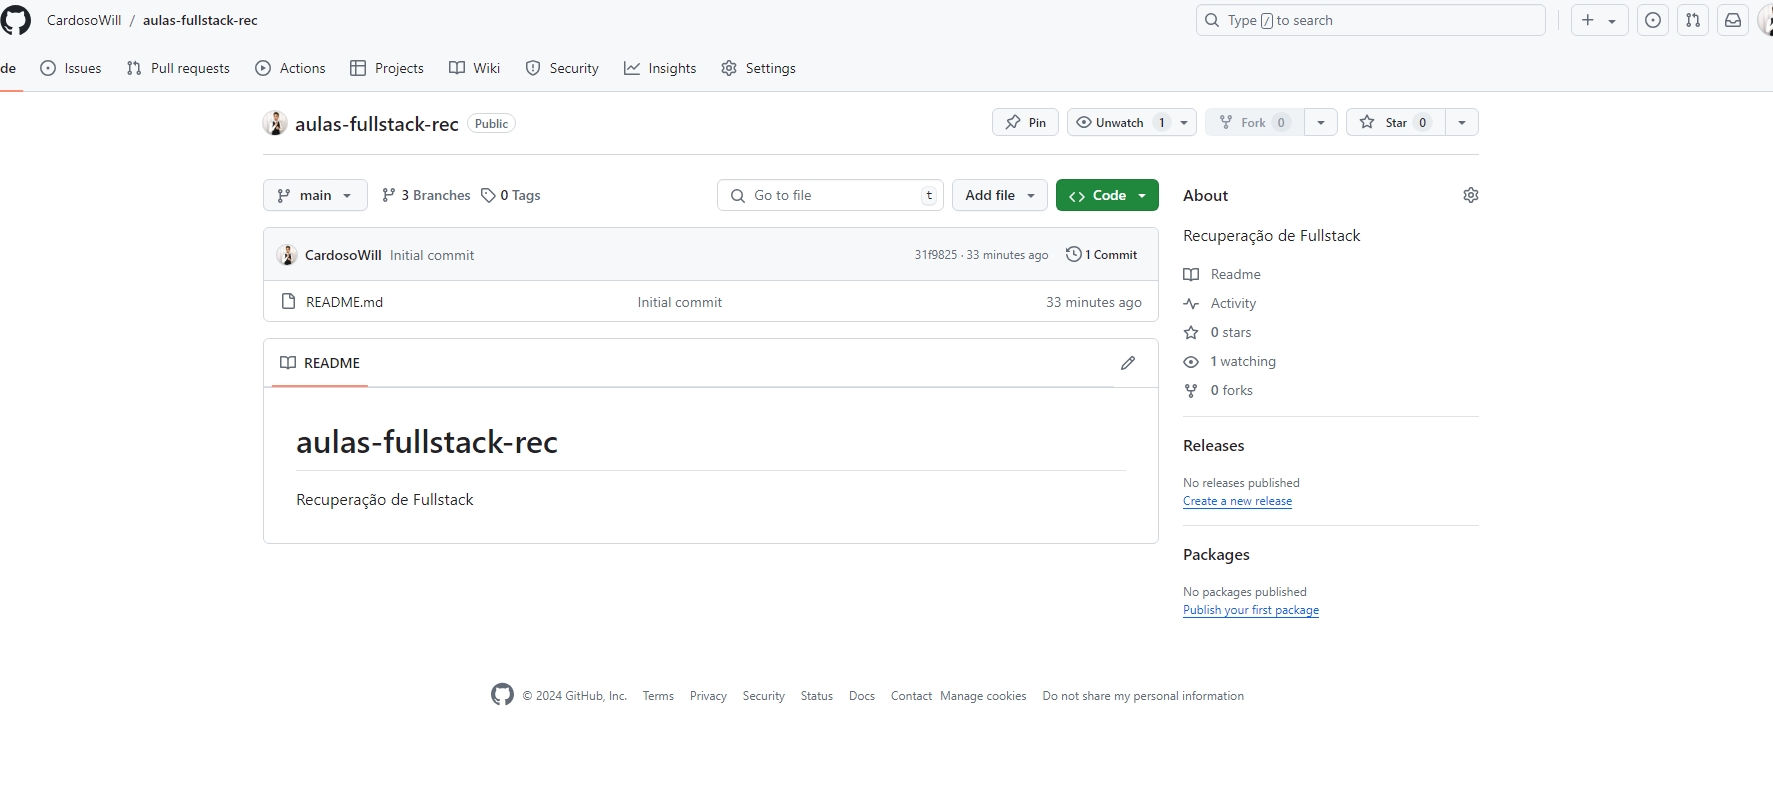 CardosoWill / aulas-fullstack-rec
Type / to search
de Issues Pull requests Actions Projects Wiki Security Insights Settings
aulas-fullstack-rec Public
Pin Unwatch 1 Fork 0 Star 0
main 3 Branches 0 Tags Go to file t Add file Code
CardosoWill Initial commit 31f9825 · 33 minutes ago 1 Commit
README.md Initial commit 33 minutes ago
README
aulas-fullstack-rec
Recuperação de Fullstack
About
Recuperação de Fullstack
Readme
Activity
0 stars
1 watching
0 forks
Releases
No releases published
Create a new release
Packages
No packages published
Publish your first package
© 2024 GitHub, Inc. Terms Privacy Security Status Docs Contact Manage cookies Do not share my personal information